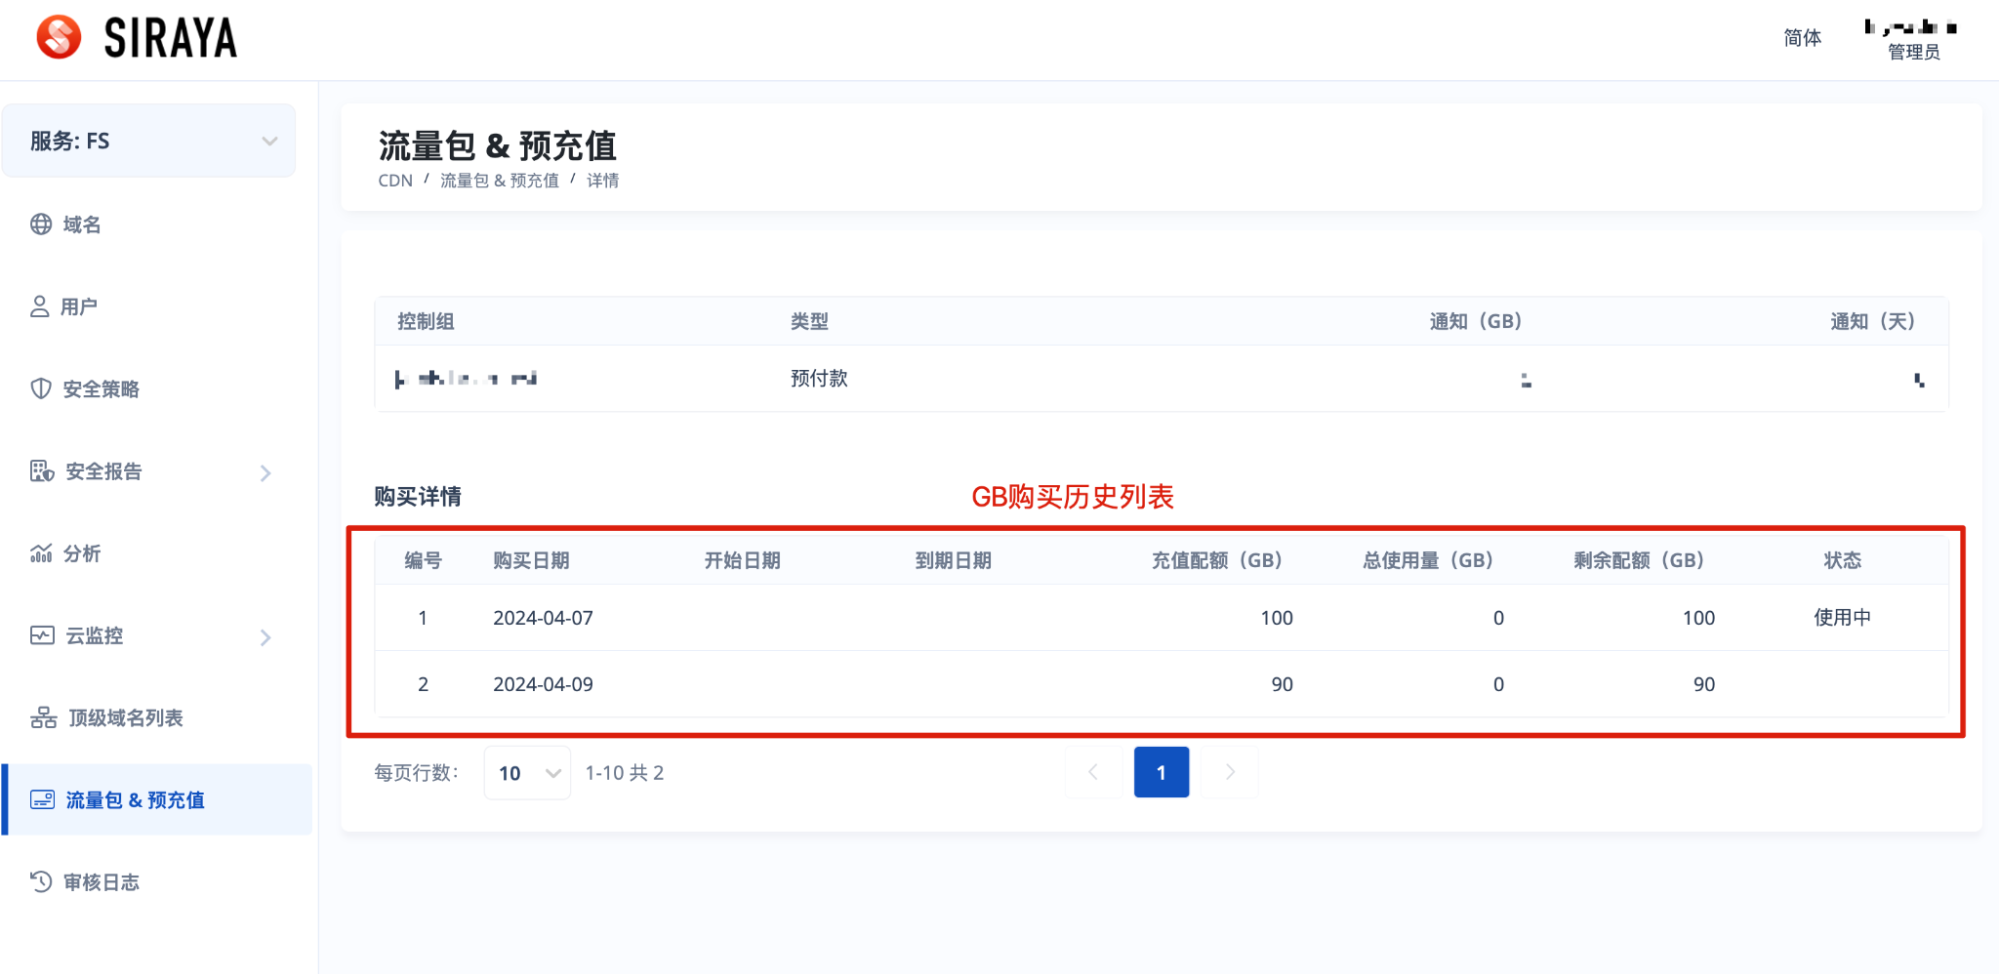 SIRAYA
简体
管理员
服务: FS
域名
用户
安全策略
安全报告
分析
云监控
顶级域名列表
流量包 & 预充值
审核日志
流量包 & 预充值
CDN / 流量包 & 预充值 / 详情
控制组 类型 通知（GB） 通知（天）
预付款
购买详情
GB购买历史列表
编号 购买日期 开始日期 到期日期 充值配额（GB） 总使用量（GB） 剩余配额（GB） 状态
1 2024-04-07 100 0 100 使用中
2 2024-04-09 90 0 90
每页行数: 10 1-10 共 2
1